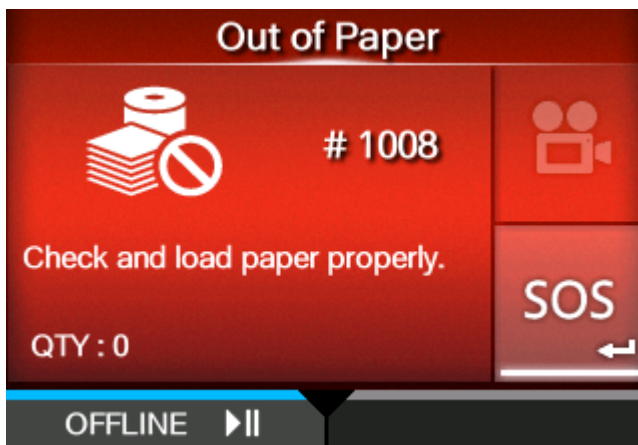 Out of Paper
# 1008
Check and load paper properly.
SOS
QTY : 0
OFFLINE